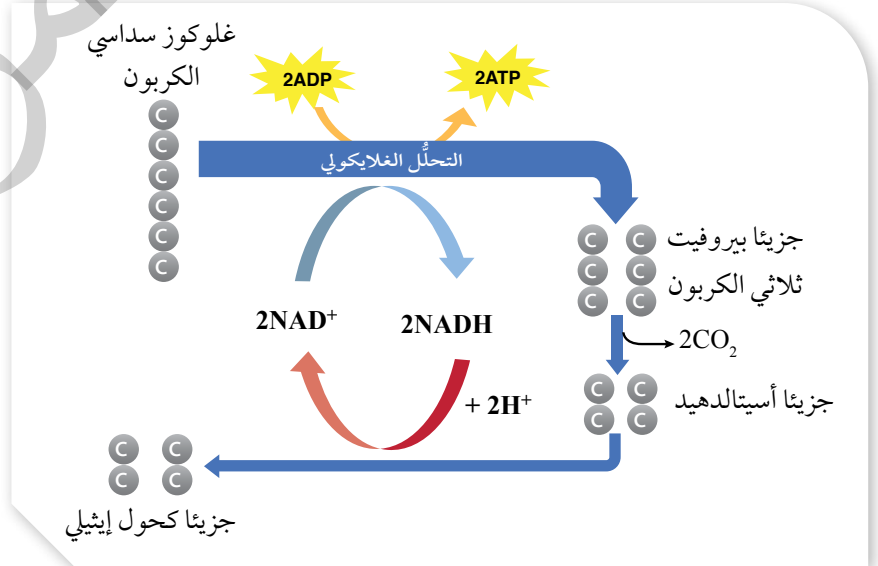 غلوكوز سداسي
الكربون
C
C
C
C
C
C
2ADP
2ATP
التحلُّل الغلايكولي
C C
C C
C C
جزيئا بيروفيت
ثلاثي الكربون
2NAD⁺
2NADH
+ 2H⁺
2CO₂
C C
C C
جزيئا أسيتالدهيد
C C
C C
جزيئا كحول إيثيلي